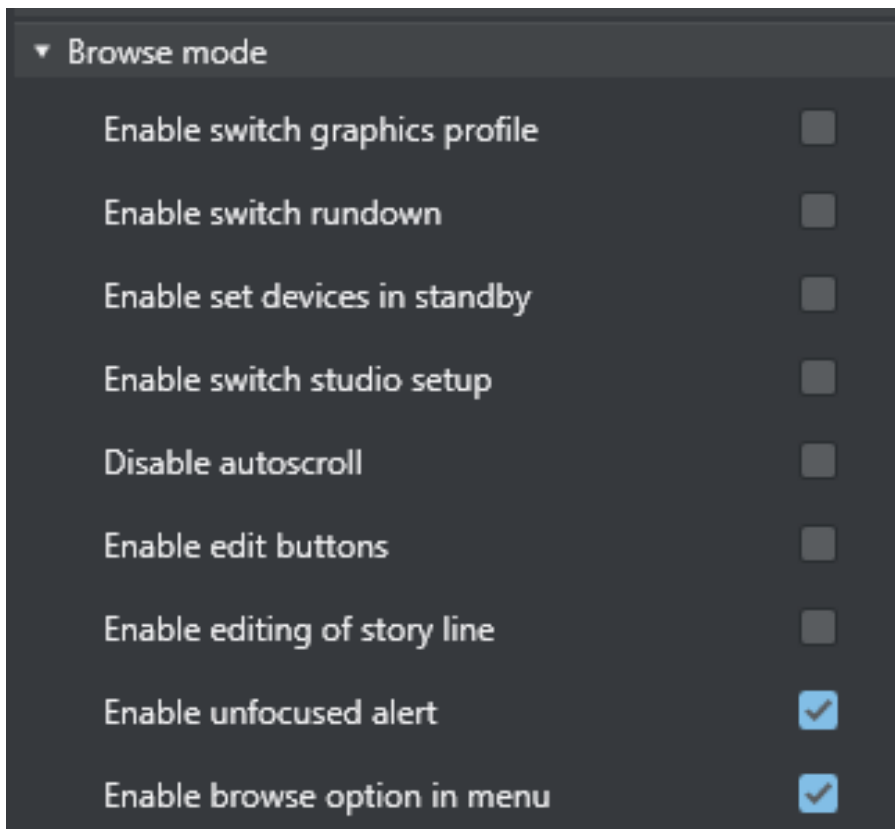 Browse mode
Enable switch graphics profile
Enable switch rundown
Enable set devices in standby
Enable switch studio setup
Disable autoscroll
Enable edit buttons
Enable editing of story line
Enable unfocused alert
Enable browse option in menu